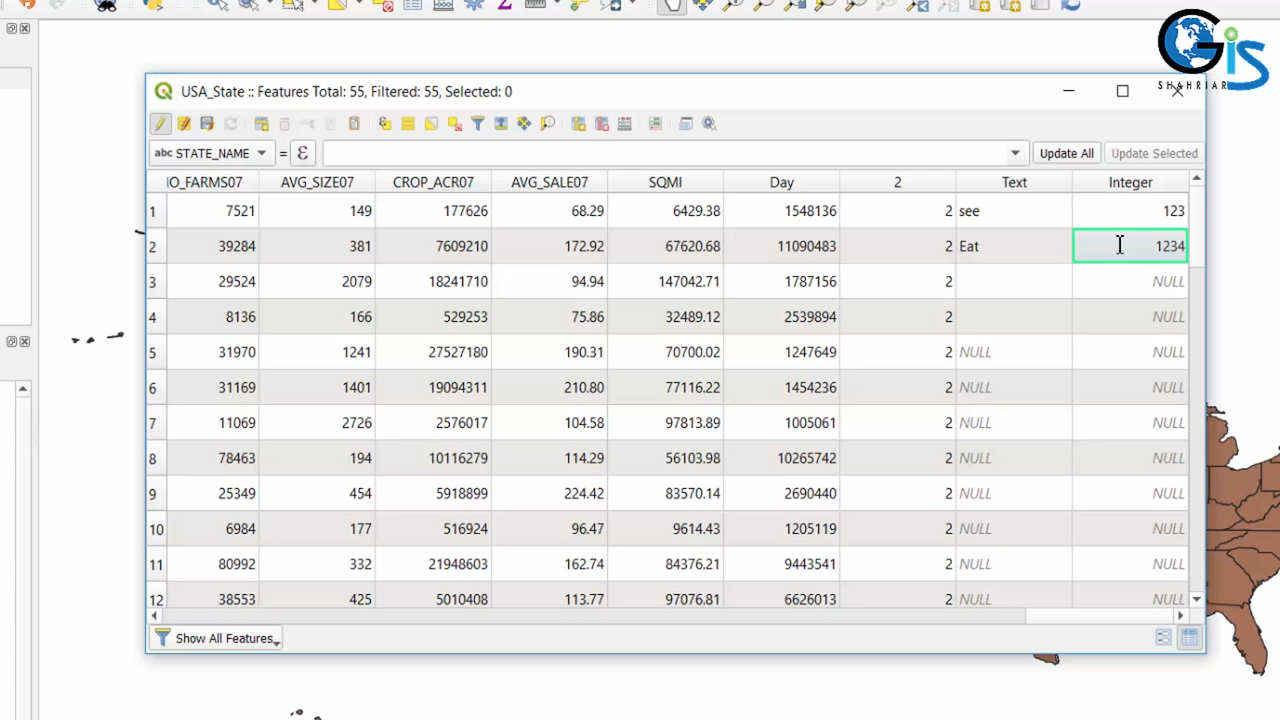 GIS
SHAHRIAR
USA_State :: Features Total: 55, Filtered: 55, Selected: 0
abc STATE_NAME = ε Update All Update Selected
IO_FARMS07 AVG_SIZE07 CROP_ACR07 AVG_SALE07 SQMI Day 2 Text Integer
1 7521 149 177626 68.29 6429.38 1548136 2 see 123
2 39284 381 7609210 172.92 67620.68 11090483 2 Eat 1234
3 29524 2079 18241710 94.94 147042.71 1787156 2 NULL
4 8136 166 529253 75.86 32489.12 2539894 2 NULL
5 31970 1241 27527180 190.31 70700.02 1247649 2 NULL NULL
6 31169 1401 19094311 210.80 77116.22 1454236 2 NULL NULL
7 11069 2726 2576017 104.58 97813.89 1005061 2 NULL NULL
8 78463 194 10116279 114.29 56103.98 10265742 2 NULL NULL
9 25349 454 5918899 224.42 83570.14 2690440 2 NULL NULL
10 6984 177 516924 96.47 9614.43 1205119 2 NULL NULL
11 80992 332 21948603 162.74 84376.21 9443541 2 NULL NULL
12 38553 425 5010408 113.77 97076.81 6626013 2 NULL NULL
Show All Features